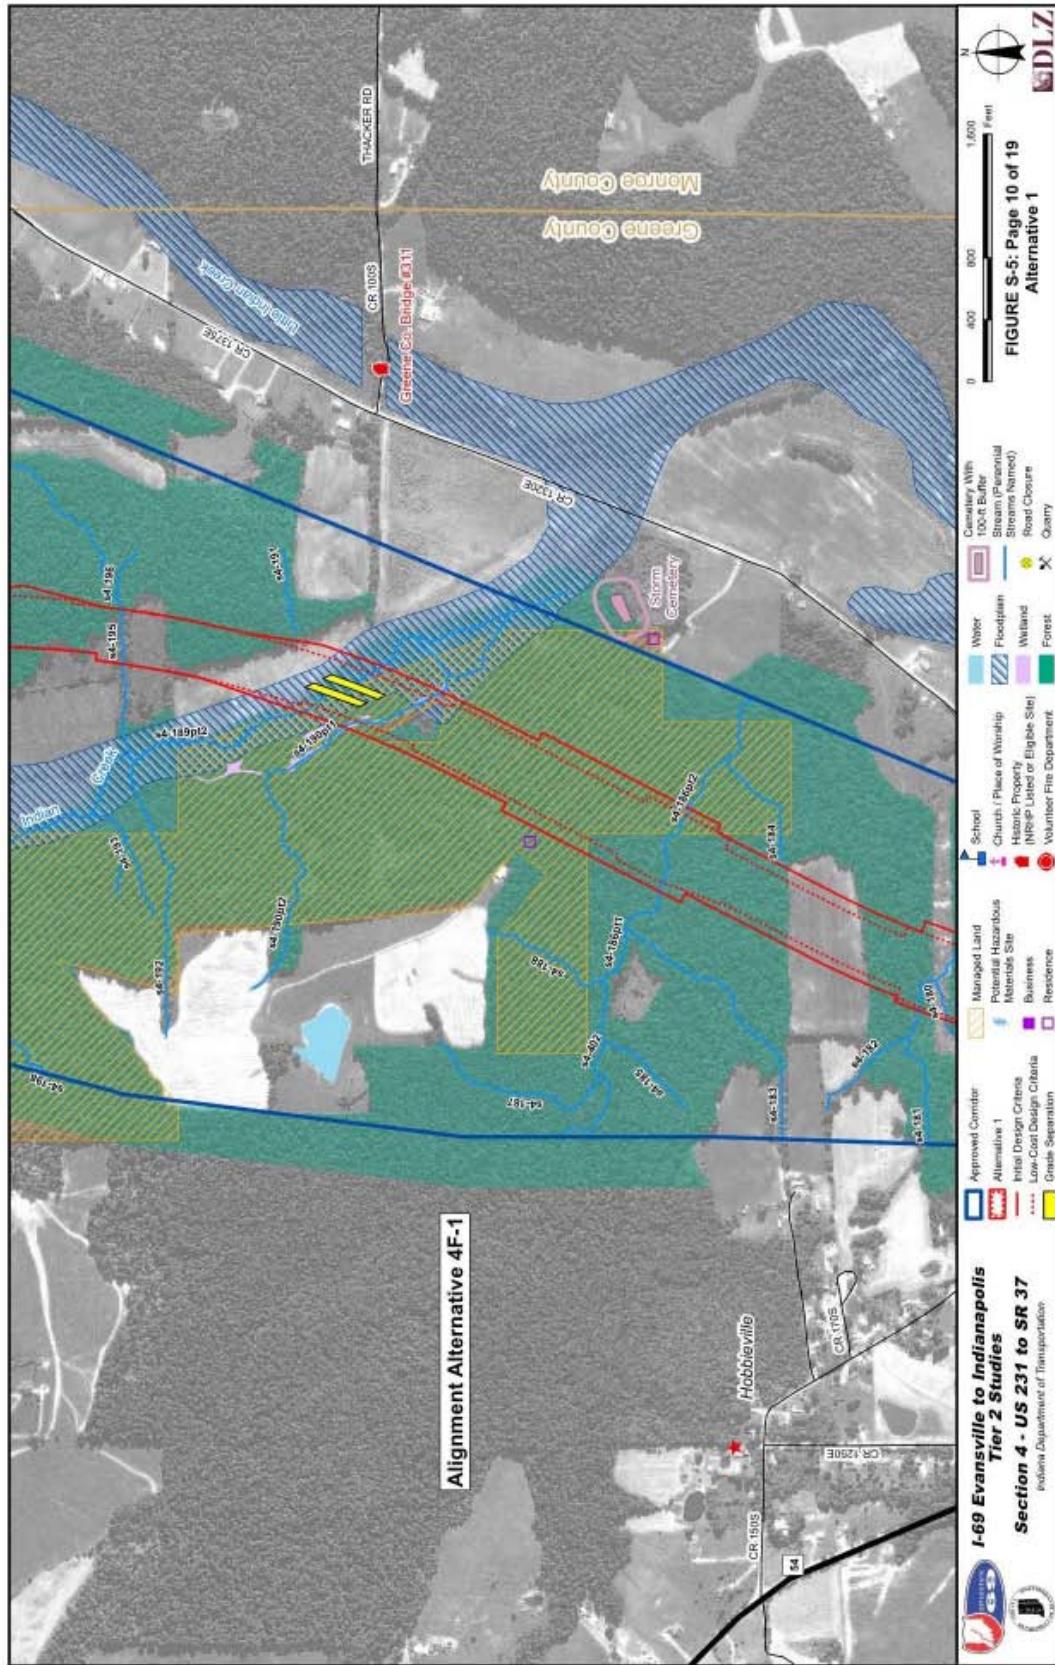 Alignment Alternative 4F-1
Hobbieville
54
CR 150S
CR 1250E
CR 170S
s4-198
s4-192
s4-193
Indian
Creek
s4-189pt2
s4-190pt1
s4-190pt2
s4-195
s4-196
s4-191
s4-188
s4-187
s4-402
s4-185
s4-186pt1
s4-186pt2
s4-184
s4-183
s4-182
s4-181
s4-180
Storm
Cemetery
CR 1375E
CR 1320E
Little Indian Creek
CR 100S
THACKER RD
Greene Co. Bridge #311
Greene County
Monroe County
I-69 Evansville to Indianapolis
Tier 2 Studies
Section 4 - US 231 to SR 37
Indiana Department of Transportation
Approved Corridor
Alternative 1
Initial Design Criteria
Low-Cost Design Criteria
Grade Separation
Managed Land
Potential Hazardous
Materials Site
Business
Residence
School
Church / Place of Worship
Historic Property
(NRHP Listed or Eligible Site)
Volunteer Fire Department
Water
Floodplain
Wetland
Forest
Cemetery With
100-ft Buffer
Stream (Perannial
Streams Named)
Road Closure
Quarry
0 400 800 1,600
Feet
FIGURE S-5: Page 10 of 19
Alternative 1
N
DLZ